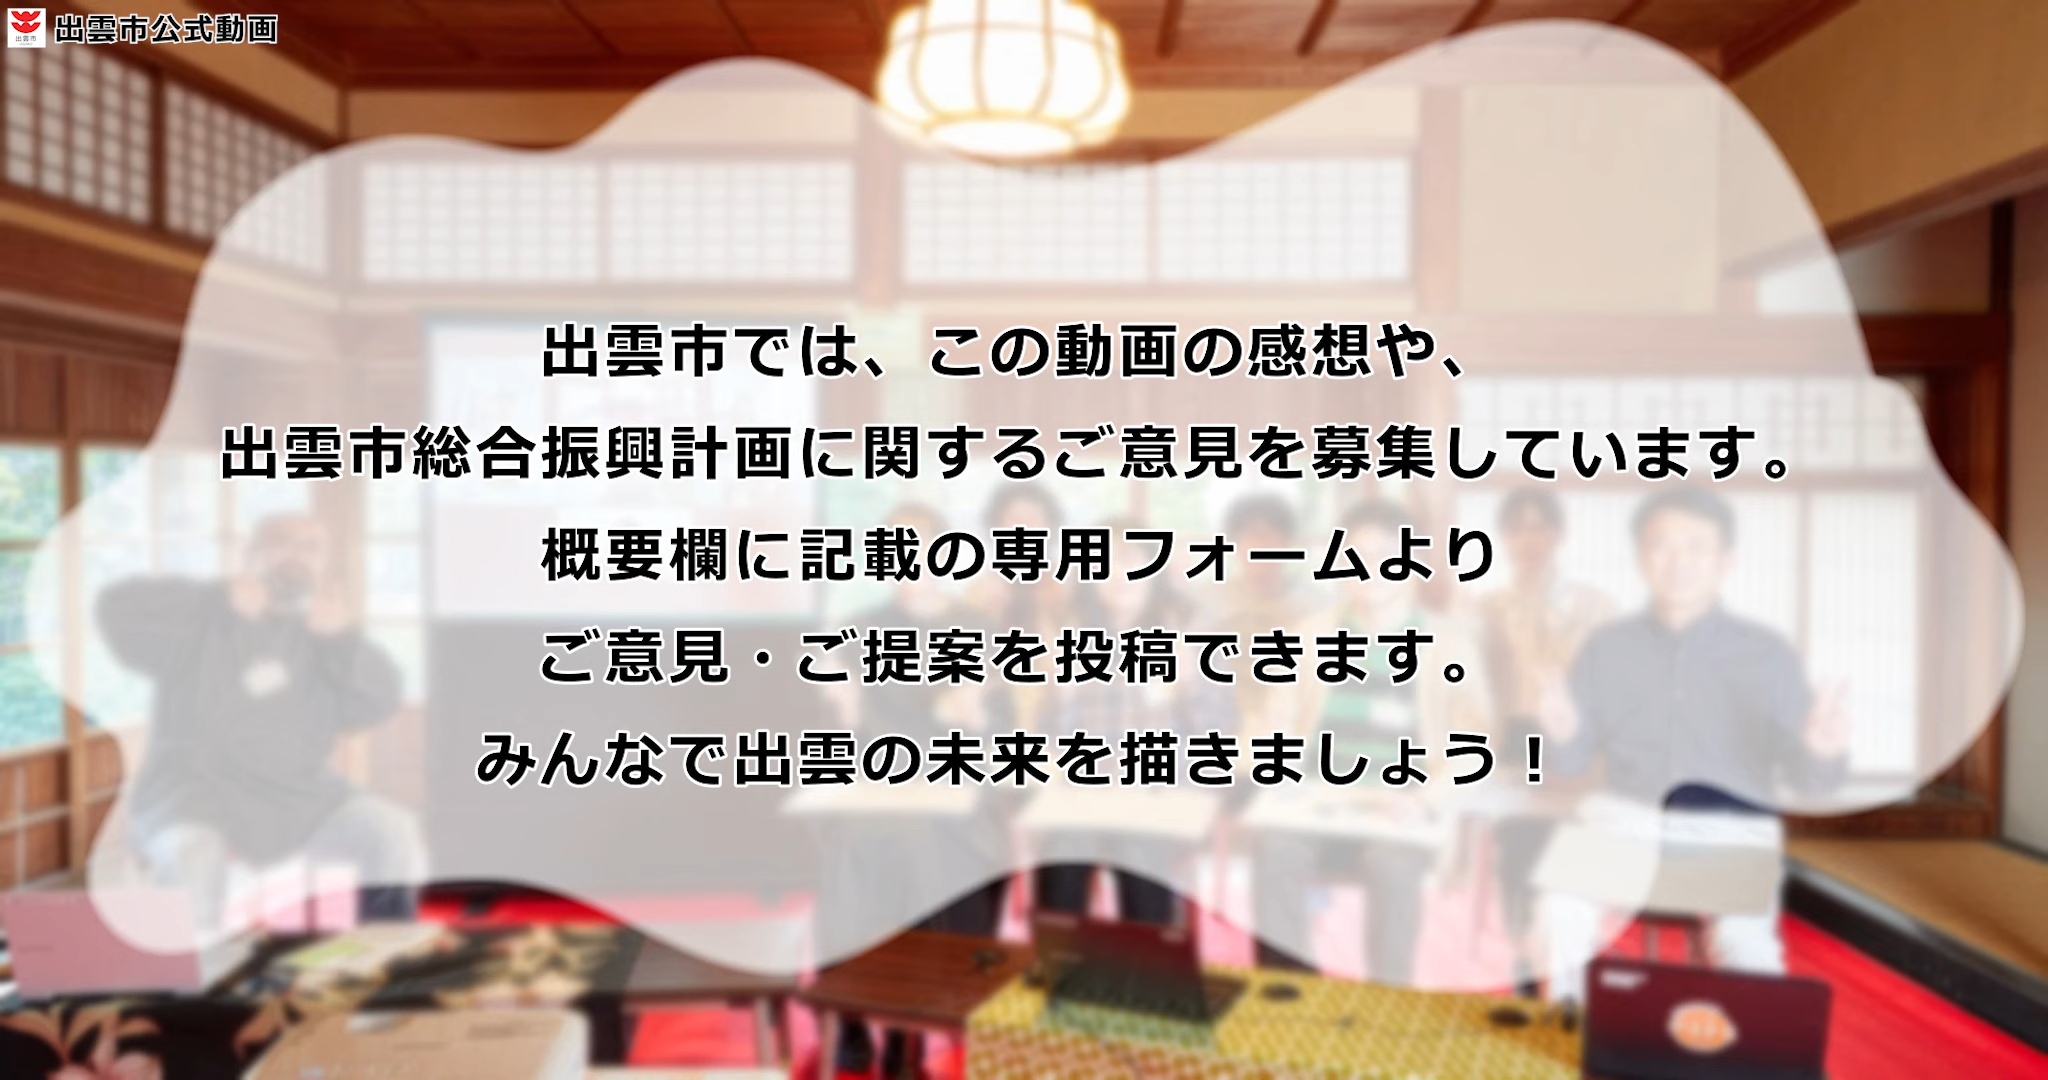 出雲市
出雲市公式動画
出雲市では、この動画の感想や、
出雲市総合振興計画に関するご意見を募集しています。
概要欄に記載の専用フォームより
ご意見・ご提案を投稿できます。
みんなで出雲の未来を描きましょう！